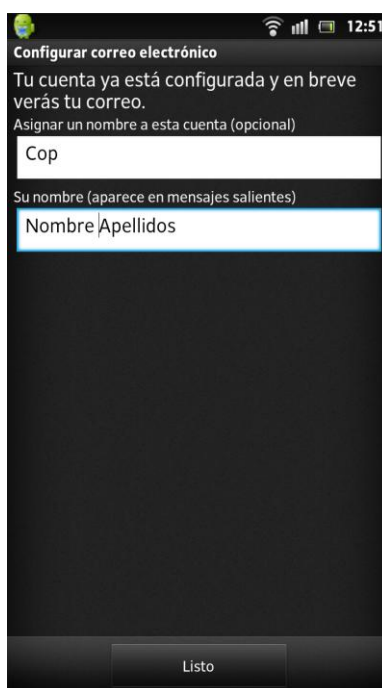 12:51
Configurar correo electrónico
Tu cuenta ya está configurada y en breve
verás tu correo.
Asignar un nombre a esta cuenta (opcional)
Cop
Su nombre (aparece en mensajes salientes)
Nombre Apellidos
Listo